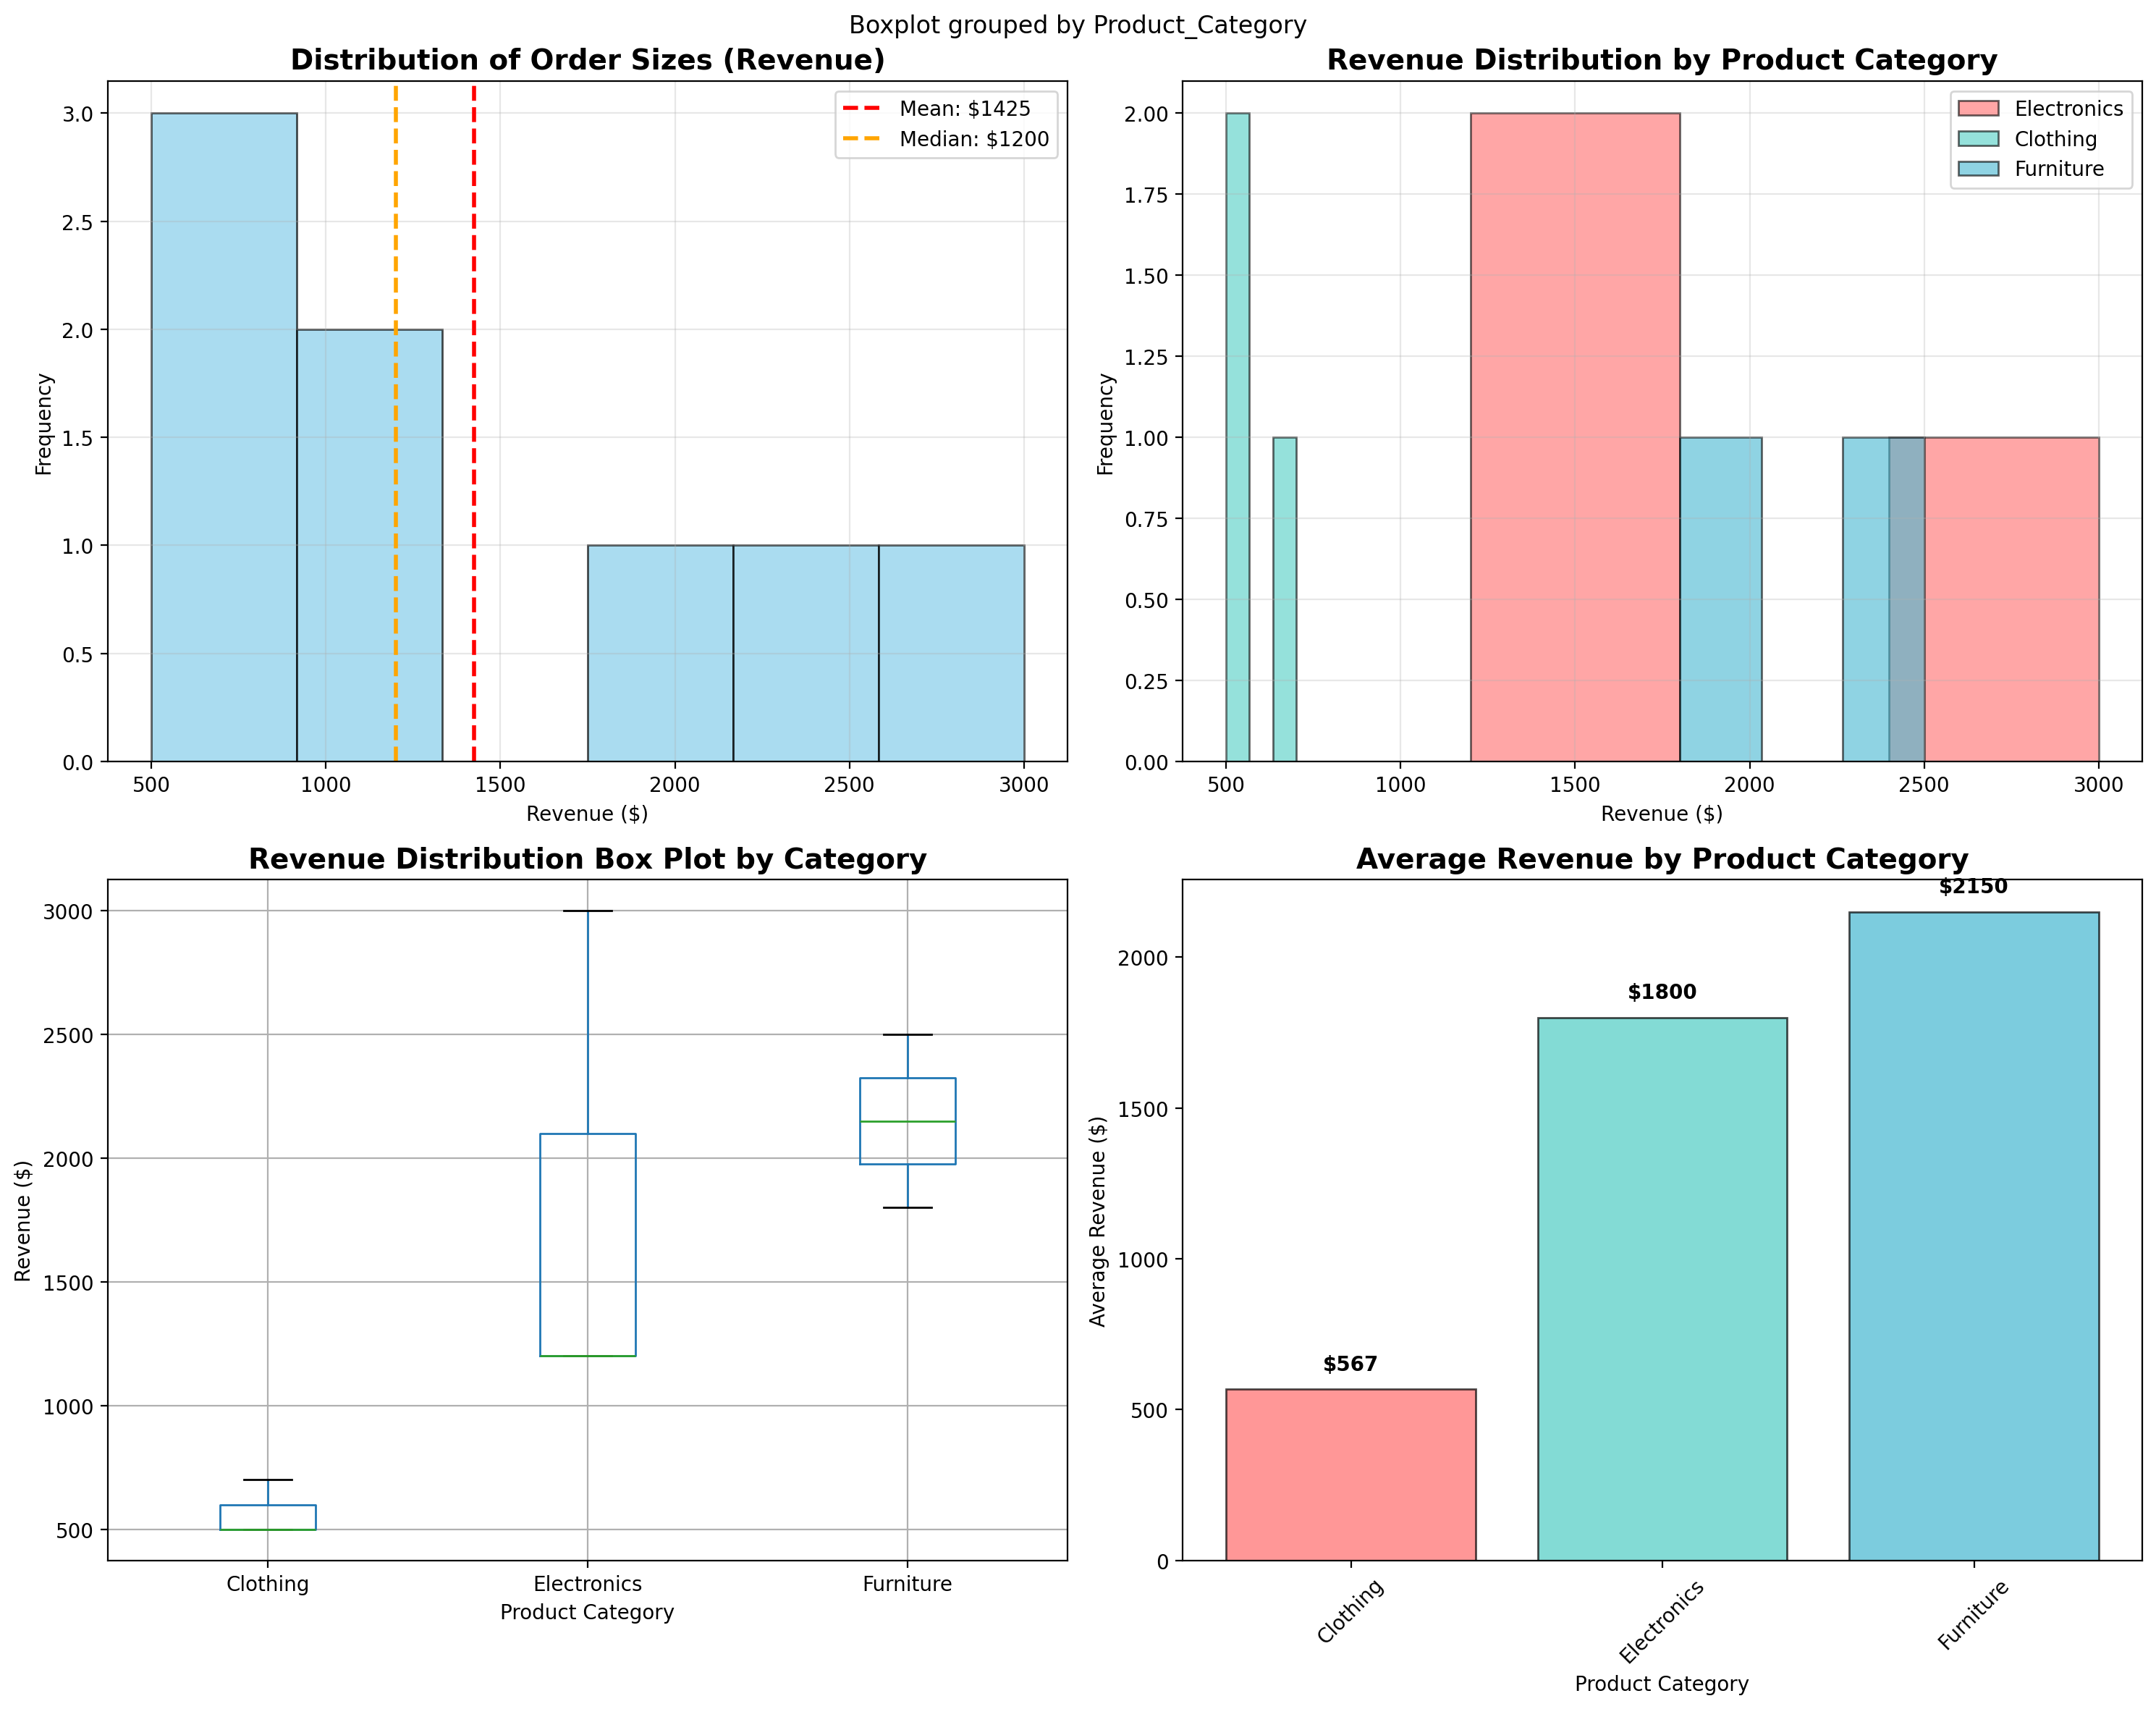 Boxplot grouped by Product_Category
Distribution of Order Sizes (Revenue)
Mean: $1425
Median: $1200
3.0
2.5
2.0
1.5
1.0
0.5
0.0
Frequency
500 1000 1500 2000 2500 3000
Revenue ($)
Revenue Distribution by Product Category
Electronics
Clothing
Furniture
2.00
1.75
1.50
1.25
1.00
0.75
0.50
0.25
0.00
Frequency
500 1000 1500 2000 2500 3000
Revenue ($)
Revenue Distribution Box Plot by Category
3000
2500
2000
1500
1000
500
Revenue ($)
Clothing Electronics Furniture
Product Category
Average Revenue by Product Category
$2150
$1800
$567
2000
1500
1000
500
0
Average Revenue ($)
Clothing Electronics Furniture
Product Category